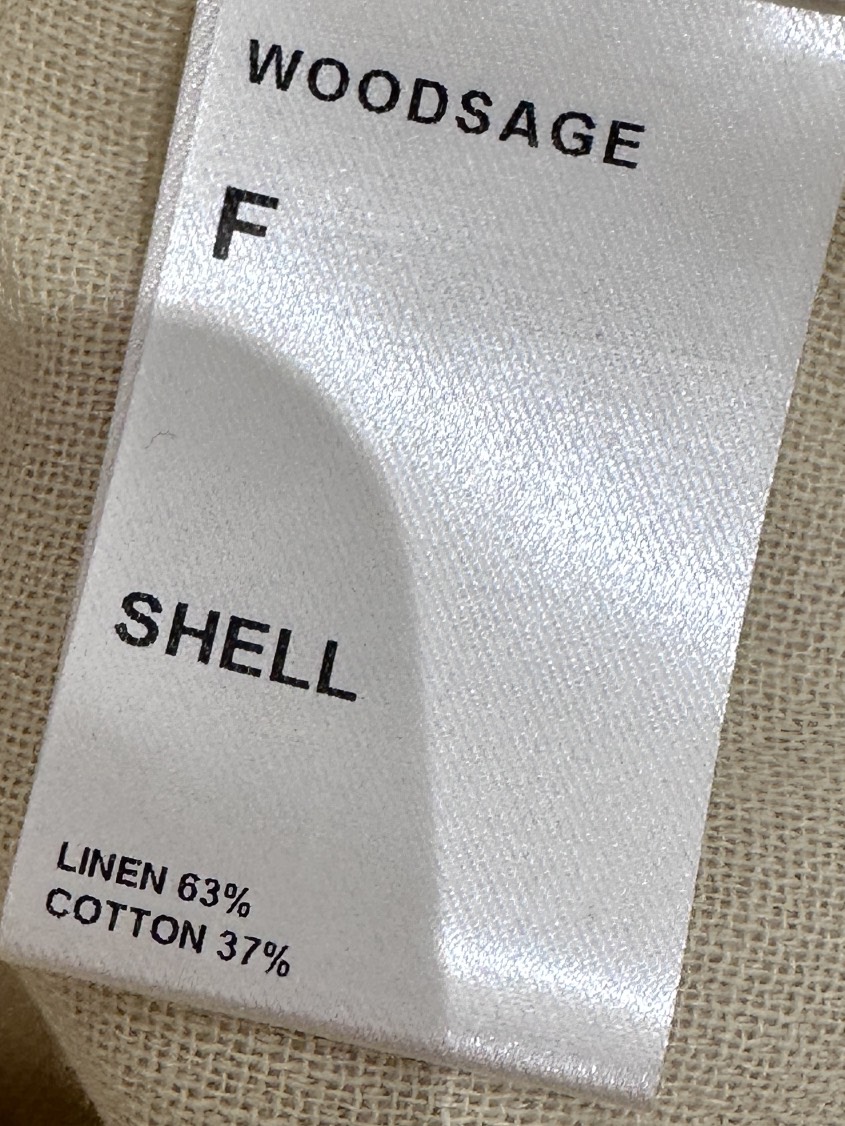 WOODSAGE
F
SHELL
LINEN 63%
COTTON 37%